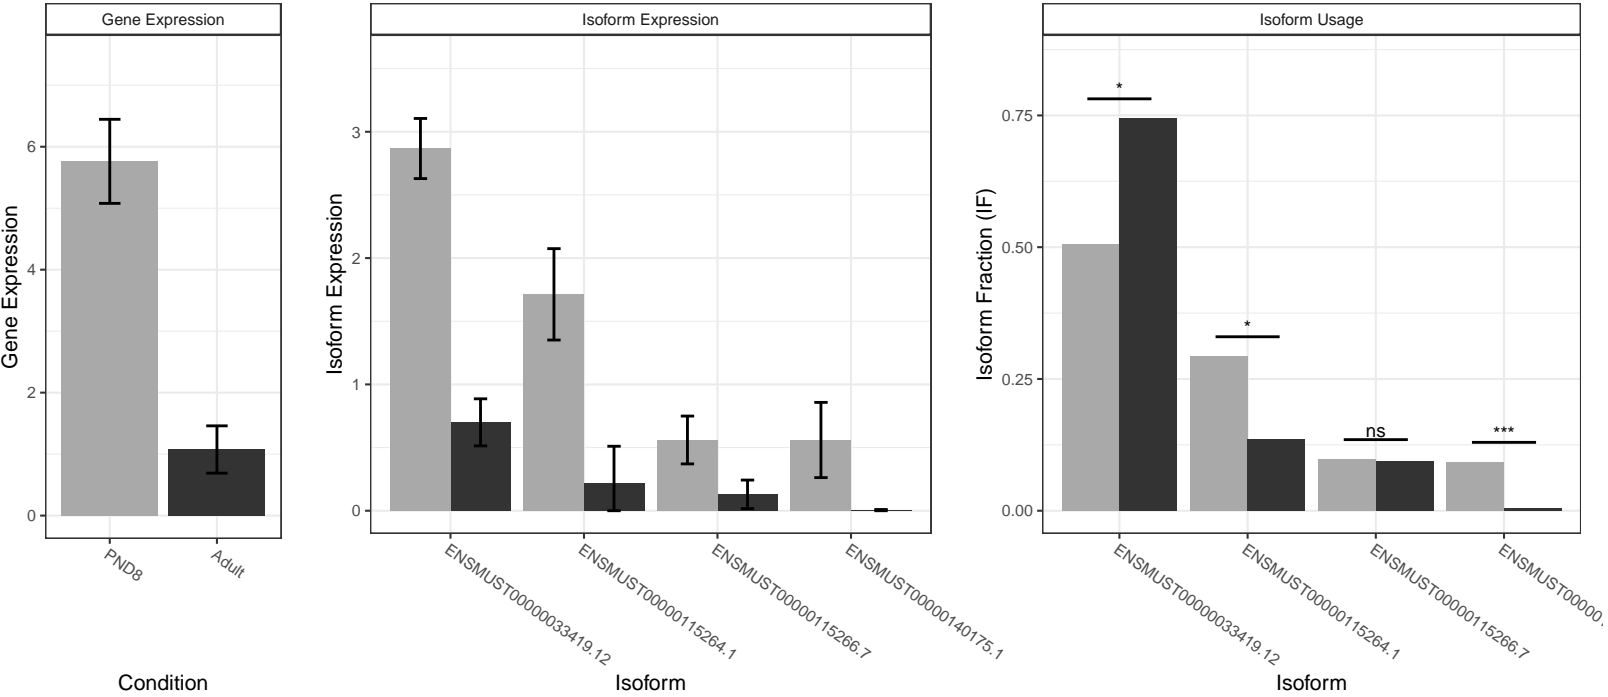 Gene Expression
Isoform Expression
Isoform Usage
Gene Expression
6
4
2
0
PND8
Adult
Condition
Isoform Expression
3
2
1
0
ENSMUST00000033419.12
ENSMUST00000115264.1
ENSMUST00000115266.7
ENSMUST00000140175.1
Isoform
Isoform Fraction (IF)
0.75
0.50
0.25
0.00
*
*
ns
***
ENSMUST00000033419.12
ENSMUST00000115264.1
ENSMUST00000115266.7
Isoform